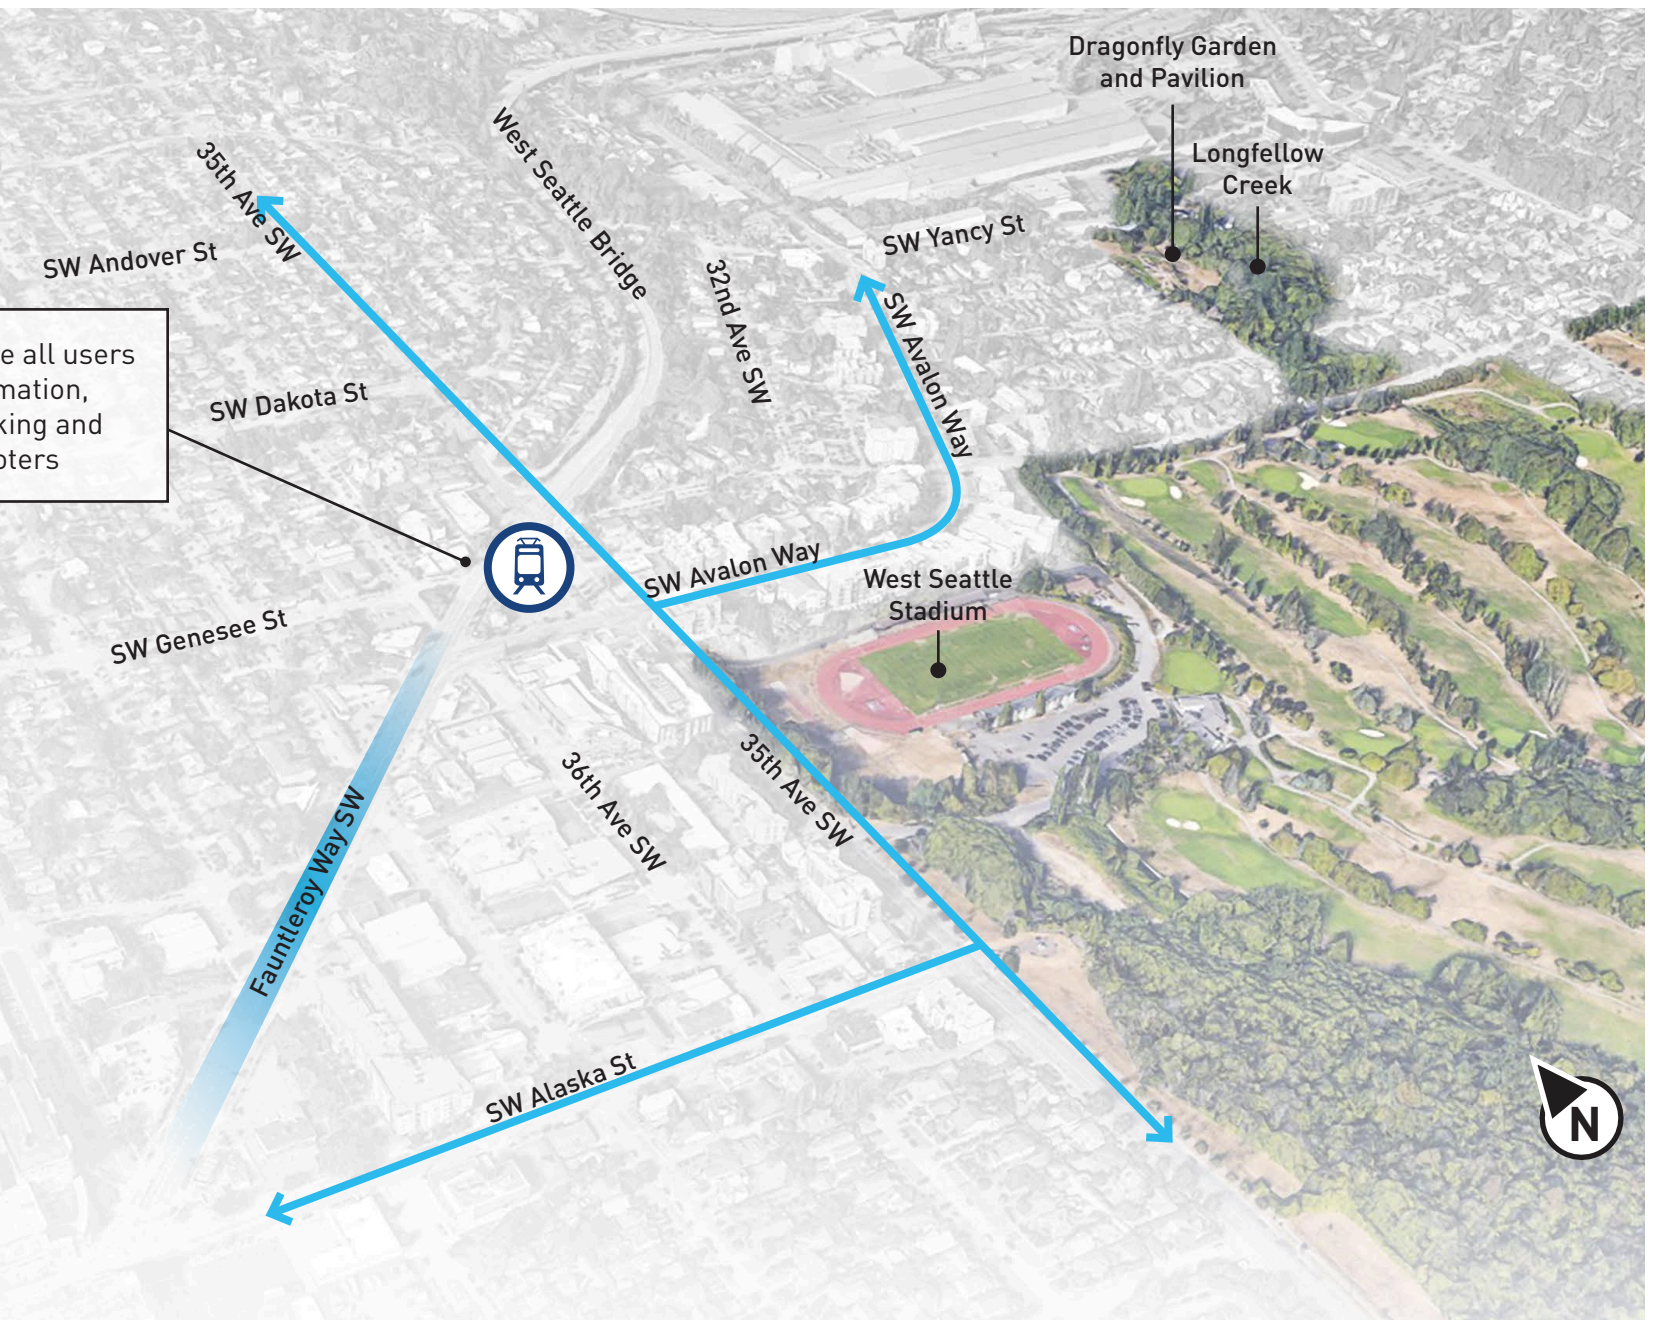 Dragonfly Garden
and Pavilion
Longfellow
Creek
West Seattle Bridge
35th Ave SW
SW Andover St
SW Yancy St
32nd Ave SW
SW Avalon Way
e all users
mation,
king and
oters
SW Dakota St
SW Avalon Way
West Seattle
Stadium
SW Genesee St
35th Ave SW
36th Ave SW
Fauntleroy Way SW
SW Alaska St
N